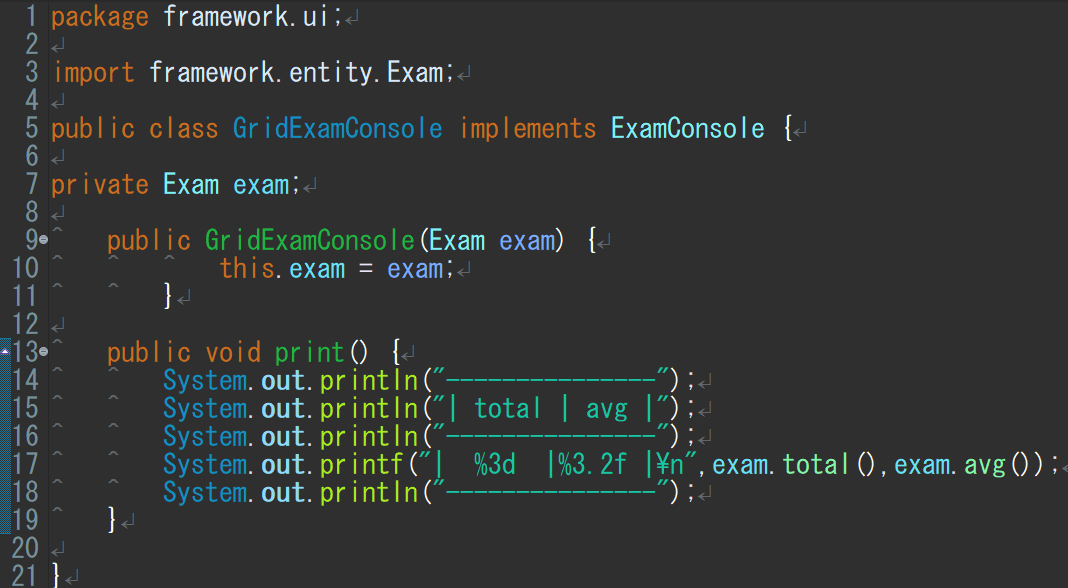 1 package framework.ui;↵
2 ↵
3 import framework.entity.Exam;↵
4 ↵
5 public class GridExamConsole implements ExamConsole {↵
6 ↵
7 private Exam exam;↵
8 ↵
9 ^ public GridExamConsole(Exam exam) {↵
10 ^ ^ ^ this.exam = exam;↵
11 ^ ^ }↵
12 ↵
13 ^ public void print() {↵
14 ^ ^ System.out.println("---------------");↵
15 ^ ^ System.out.println("| total | avg |");↵
16 ^ ^ System.out.println("---------------");↵
17 ^ ^ System.out.printf("|  %3d  |%3.2f |¥n",exam.total(),exam.avg());↵
18 ^ ^ System.out.println("---------------");↵
19 ^ }↵
20 ↵
21 }↵